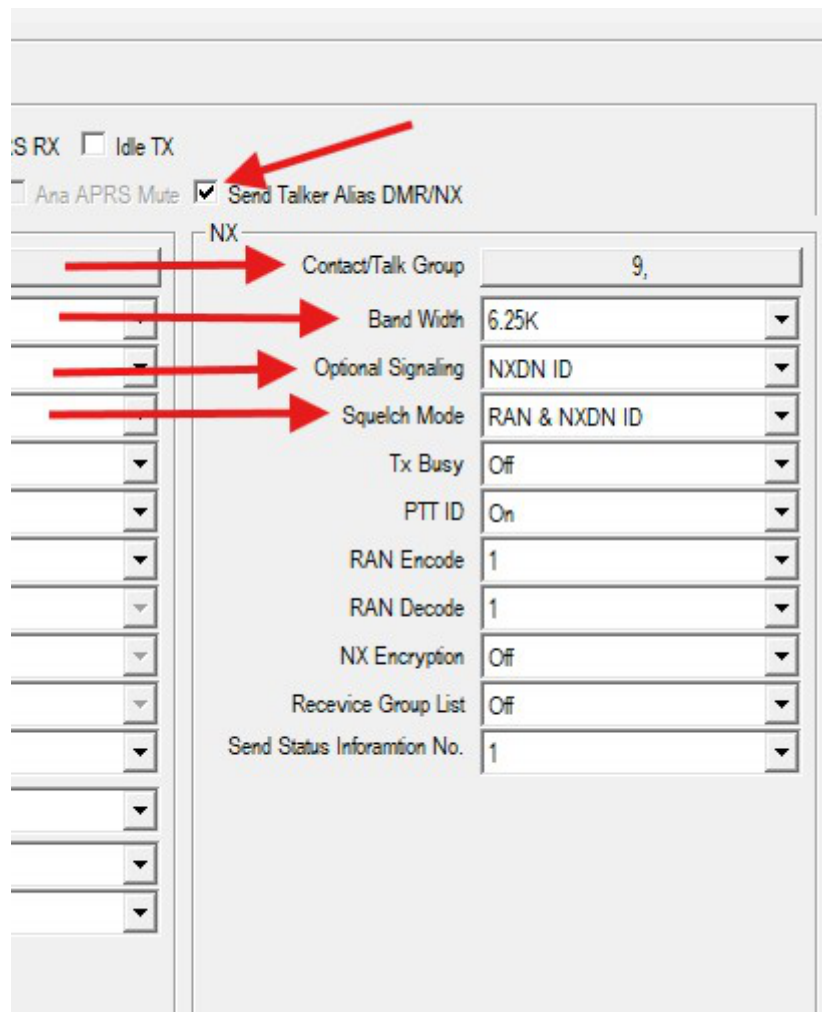 S RX Idle TX
Ana APRS Mute Send Talker Alias DMR/NX
NX
Contact/Talk Group 9,
Band Width 6.25K
Optional Signaling NXDN ID
Squelch Mode RAN & NXDN ID
Tx Busy Off
PTT ID On
RAN Encode 1
RAN Decode 1
NX Encryption Off
Recevice Group List Off
Send Status Inforamtion No. 1